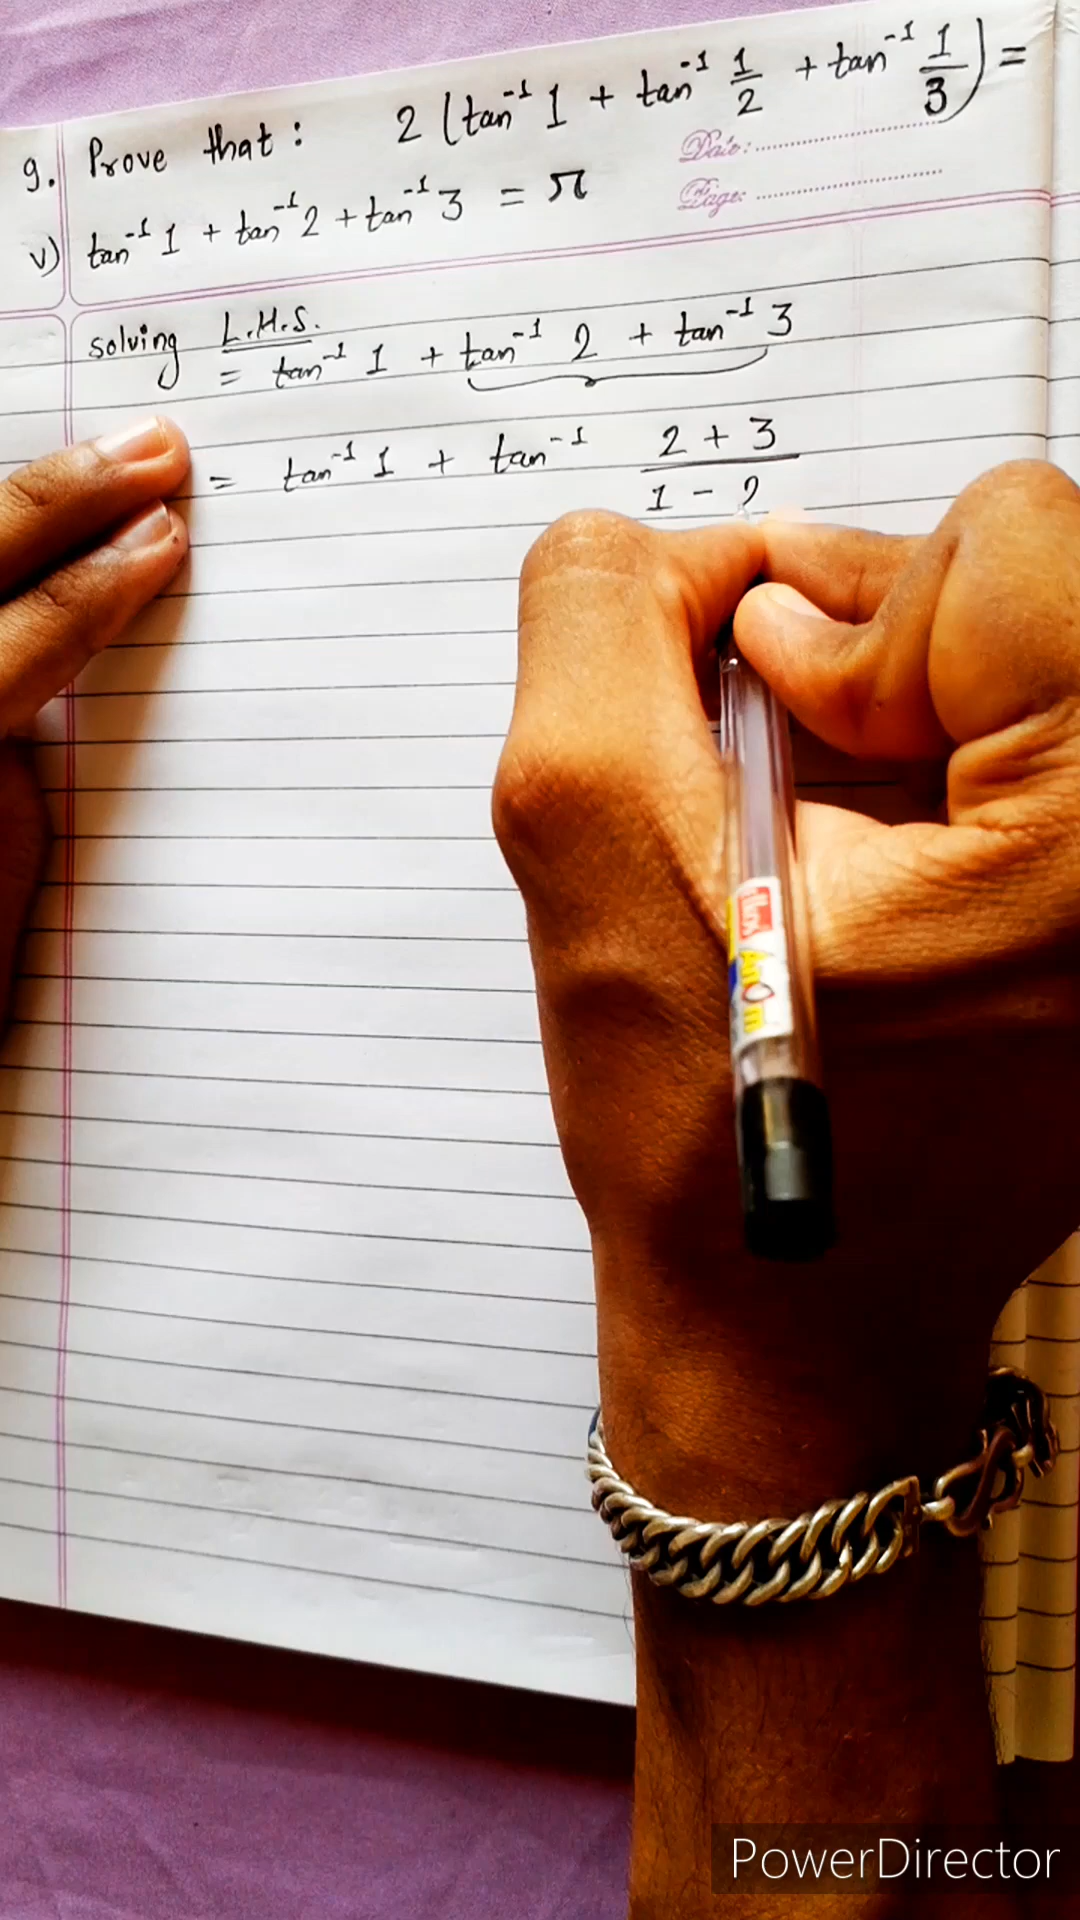 9. Prove that : 2 (tan⁻¹ 1 + tan⁻¹ 1/2 + tan⁻¹ 1/3) =
Date:
v) tan⁻¹ 1 + tan⁻¹ 2 + tan⁻¹ 3 = π
Page:
solving L.H.S.
= tan⁻¹ 1 + tan⁻¹ 2 + tan⁻¹ 3
= tan⁻¹ 1 + tan⁻¹ (2 + 3)/(1 - 2
PowerDirector